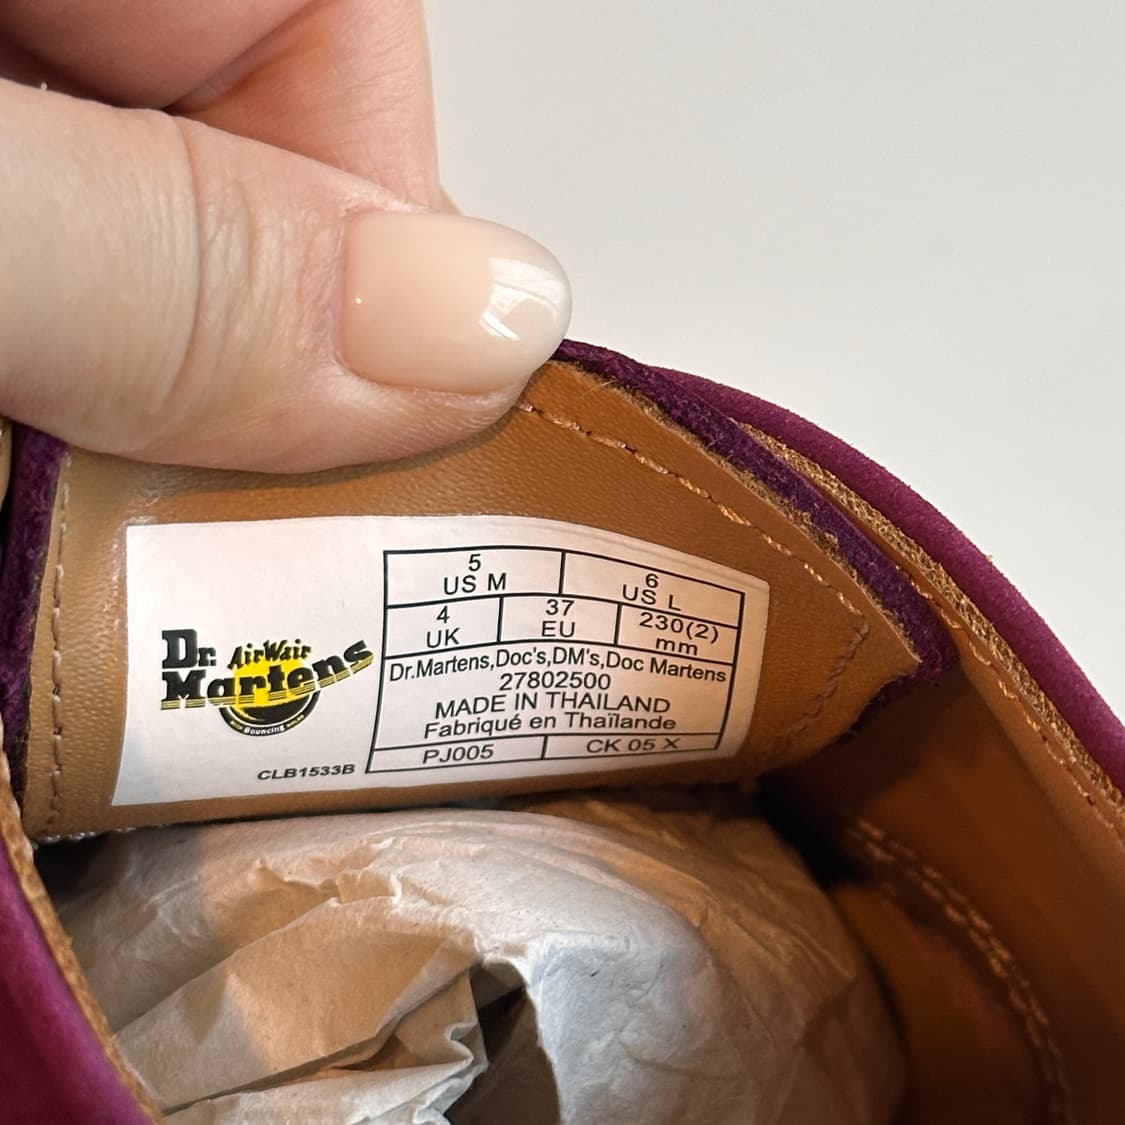 Dr. AirWair
Martens
Bouncing
CLB1533B
5 6
US M US L
4 37 230(2)
UK EU mm
Dr.Martens,Doc's,DM's,Doc Martens
27802500
MADE IN THAILAND
Fabriqué en Thaïlande
PJ005 CK 05 X